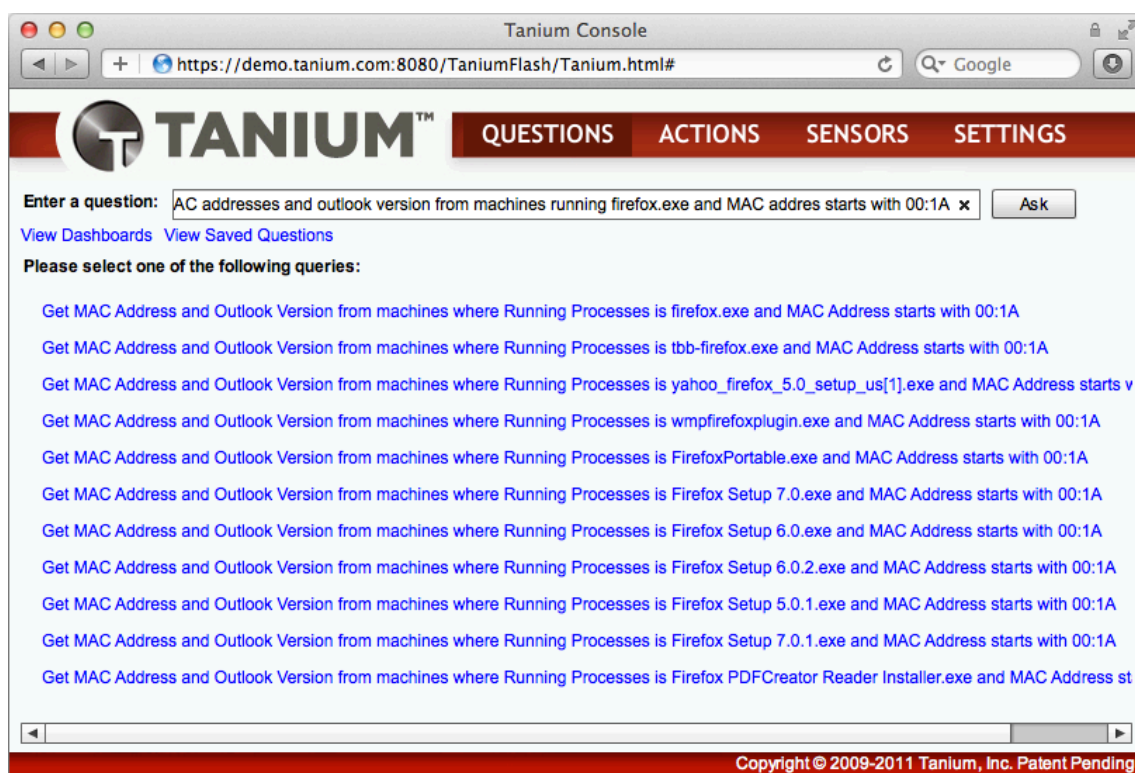 Tanium Console
https://demo.tanium.com:8080/TaniumFlash/Tanium.html#
Google
TANIUM™
QUESTIONS ACTIONS SENSORS SETTINGS
Enter a question: AC addresses and outlook version from machines running firefox.exe and MAC addres starts with 00:1A × Ask
View Dashboards View Saved Questions
Please select one of the following queries:
Get MAC Address and Outlook Version from machines where Running Processes is firefox.exe and MAC Address starts with 00:1A
Get MAC Address and Outlook Version from machines where Running Processes is tbb-firefox.exe and MAC Address starts with 00:1A
Get MAC Address and Outlook Version from machines where Running Processes is yahoo_firefox_5.0_setup_us[1].exe and MAC Address starts w
Get MAC Address and Outlook Version from machines where Running Processes is wmpfirefoxplugin.exe and MAC Address starts with 00:1A
Get MAC Address and Outlook Version from machines where Running Processes is FirefoxPortable.exe and MAC Address starts with 00:1A
Get MAC Address and Outlook Version from machines where Running Processes is Firefox Setup 7.0.exe and MAC Address starts with 00:1A
Get MAC Address and Outlook Version from machines where Running Processes is Firefox Setup 6.0.exe and MAC Address starts with 00:1A
Get MAC Address and Outlook Version from machines where Running Processes is Firefox Setup 6.0.2.exe and MAC Address starts with 00:1A
Get MAC Address and Outlook Version from machines where Running Processes is Firefox Setup 5.0.1.exe and MAC Address starts with 00:1A
Get MAC Address and Outlook Version from machines where Running Processes is Firefox Setup 7.0.1.exe and MAC Address starts with 00:1A
Get MAC Address and Outlook Version from machines where Running Processes is Firefox PDFCreator Reader Installer.exe and MAC Address st
Copyright © 2009-2011 Tanium, Inc. Patent Pending